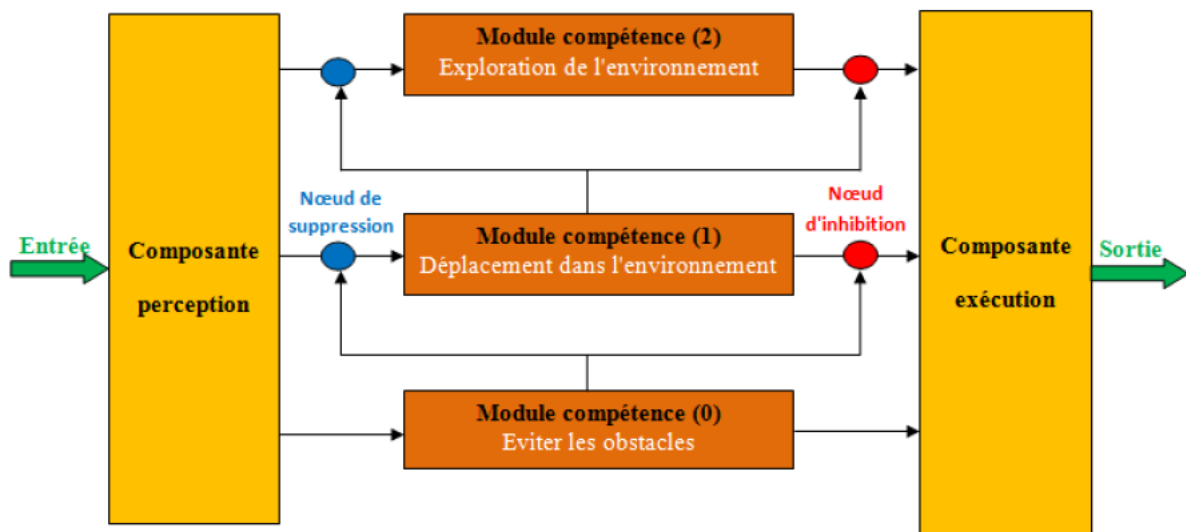 Module compétence (2)
Exploration de l'environnement
Nœud de
suppression
Nœud
d'inhibition
Entrée
Composante
perception
Module compétence (1)
Déplacement dans l'environnement
Composante
exécution
Sortie
Module compétence (0)
Eviter les obstacles